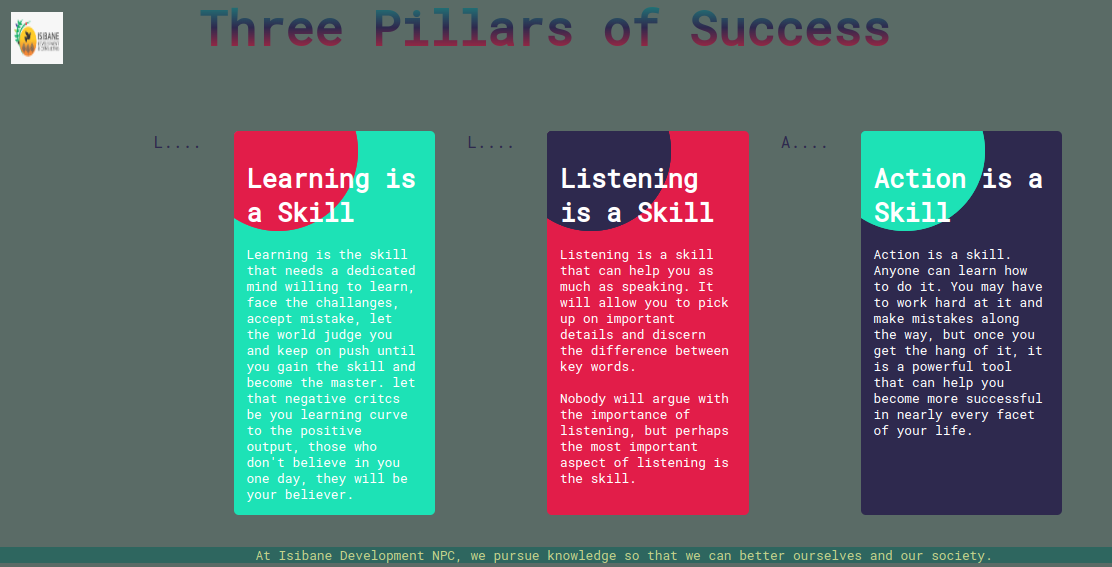 Three Pillars of Success
ISIBANE
L....
Learning is
a Skill
Learning is the skill
that needs a dedicated
mind willing to learn,
face the challanges,
accept mistake, let
the world judge you
and keep on push until
you gain the skill and
become the master. let
that negative critcs
be you learning curve
to the positive
output, those who
don't believe in you
one day, they will be
your believer.
L....
Listening
is a Skill
Listening is a skill
that can help you as
much as speaking. It
will allow you to pick
up on important
details and discern
the difference between
key words.
Nobody will argue with
the importance of
listening, but perhaps
the most important
aspect of listening is
the skill.
A....
Action is a
Skill
Action is a skill.
Anyone can learn how
to do it. You may have
to work hard at it and
make mistakes along
the way, but once you
get the hang of it, it
is a powerful tool
that can help you
become more successful
in nearly every facet
of your life.
At Isibane Development NPC, we pursue knowledge so that we can better ourselves and our society.